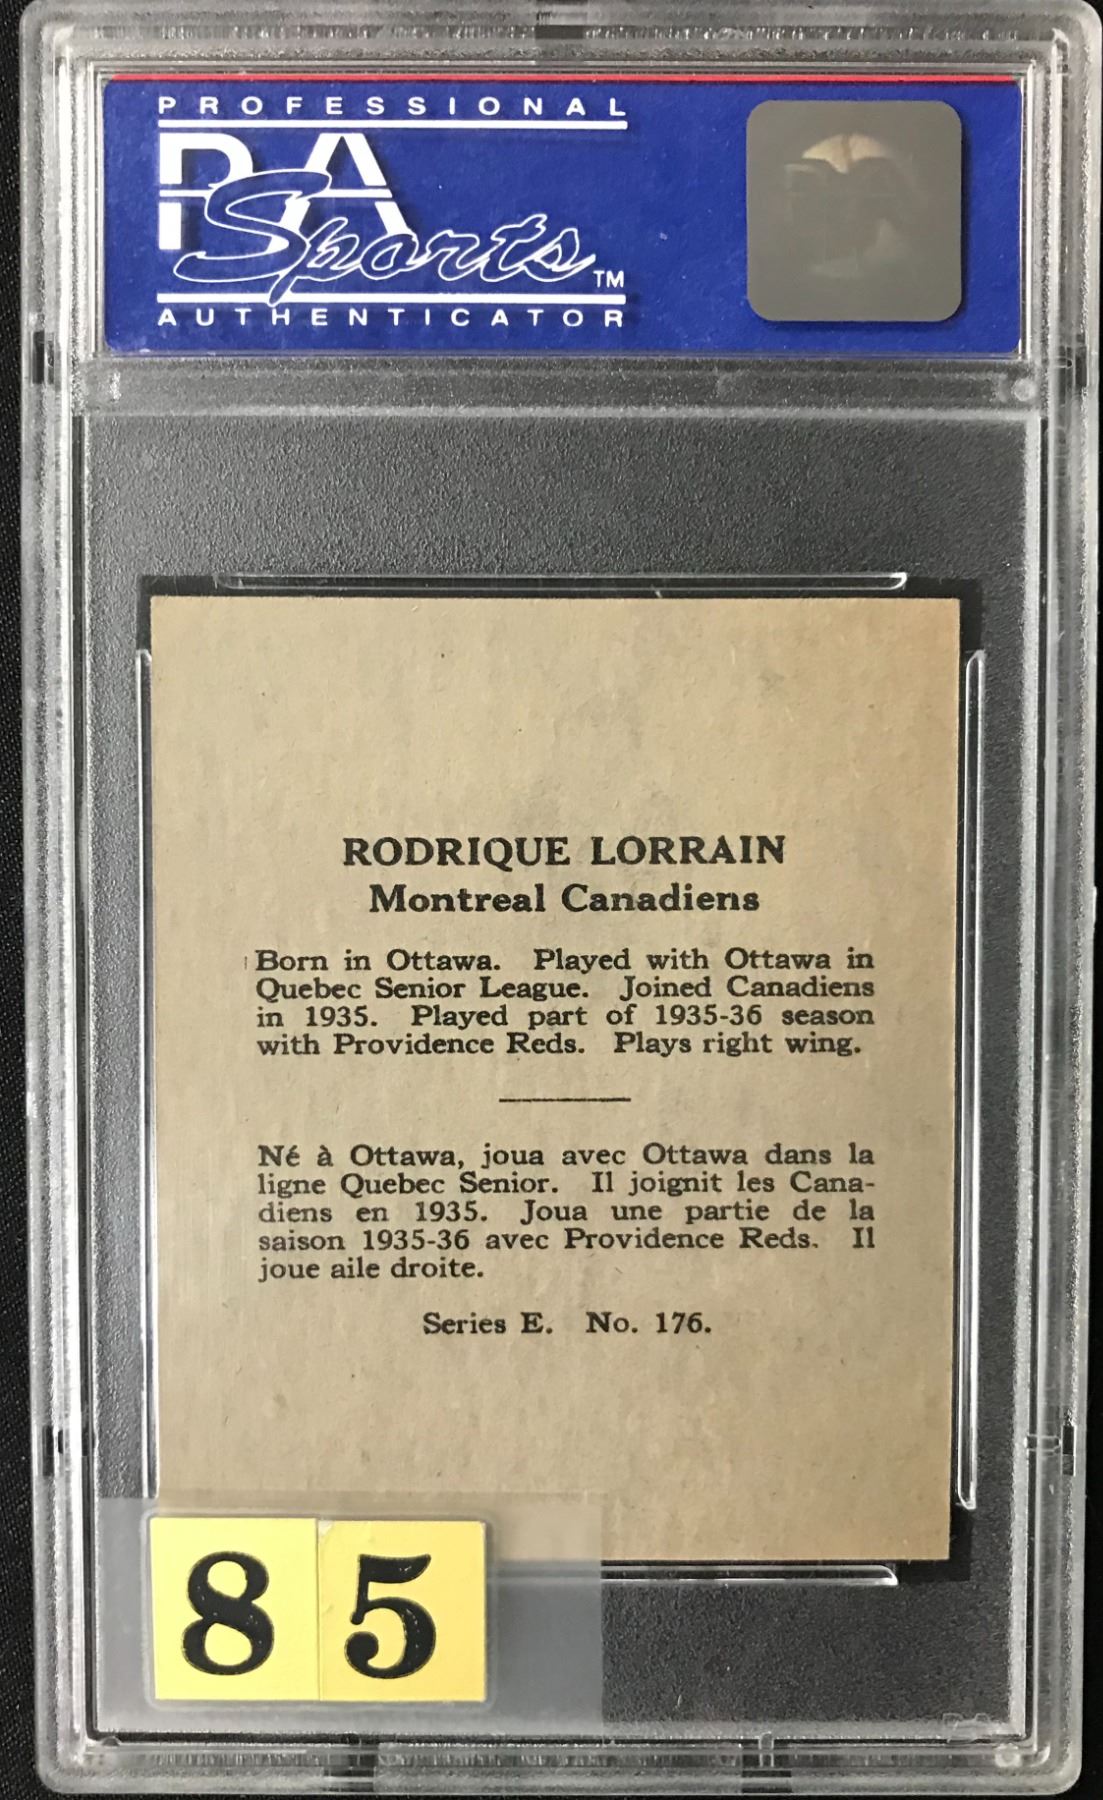 PROFESSIONAL
PSA
Sports TM
AUTHENTICATOR
RODRIQUE LORRAIN
Montreal Canadiens
Born in Ottawa. Played with Ottawa in
Quebec Senior League. Joined Canadiens
in 1935. Played part of 1935-36 season
with Providence Reds. Plays right wing.
Né à Ottawa, joua avec Ottawa dans la
ligne Quebec Senior. Il joignit les Cana-
diens en 1935. Joua une partie de la
saison 1935-36 avec Providence Reds. Il
joue aile droite.
Series E. No. 176.
85